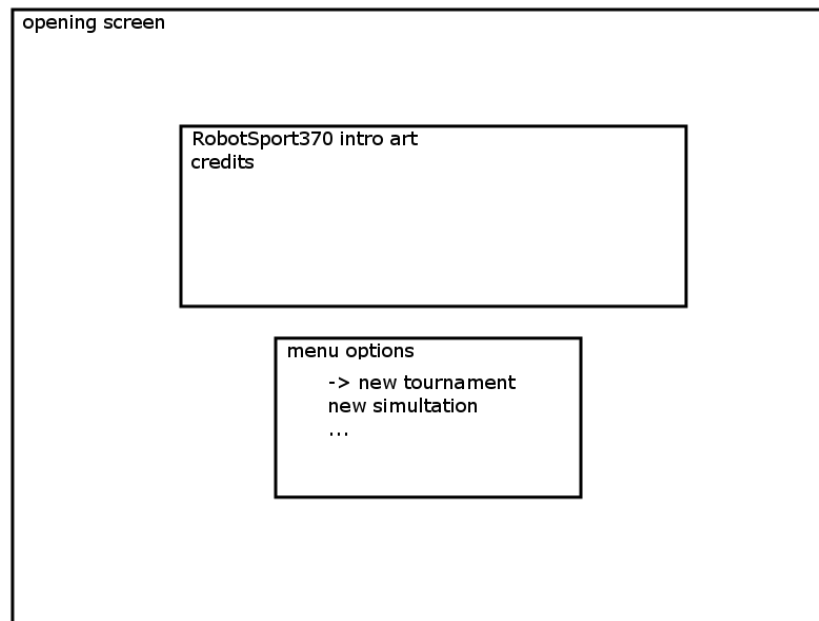 opening screen
RobotSport370 intro art
credits
menu options
-> new tournament
new simultation
...